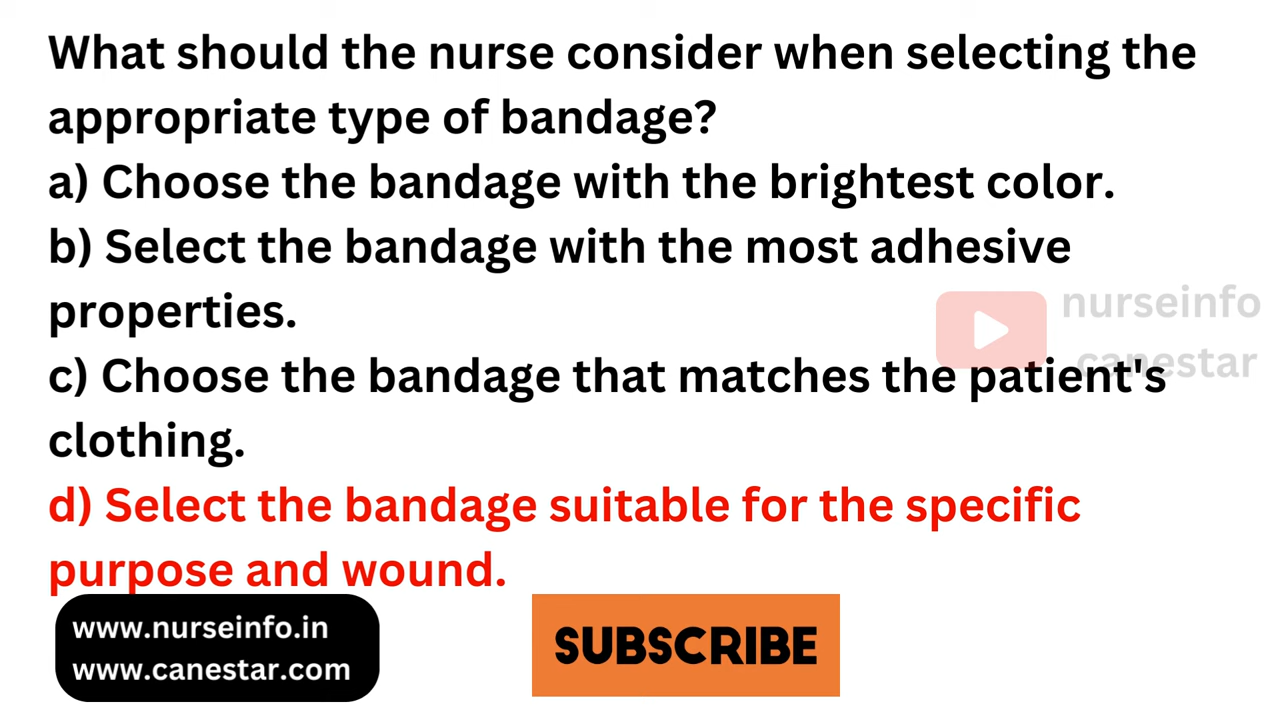 What should the nurse consider when selecting the
appropriate type of bandage?
a) Choose the bandage with the brightest color.
b) Select the bandage with the most adhesive
properties.
nurseinfo
canestar
c) Choose the bandage that matches the patient's
clothing.
d) Select the bandage suitable for the specific
purpose and wound.
www.nurseinfo.in
www.canestar.com
SUBSCRIBE